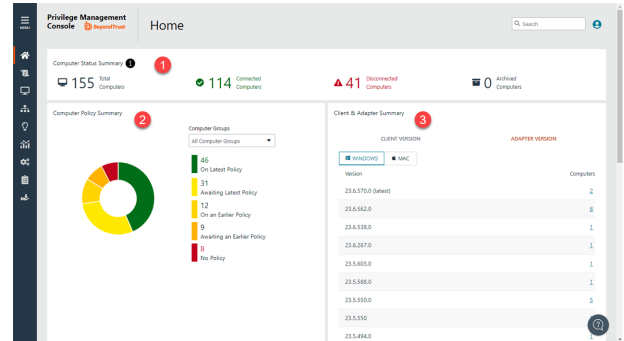 MENU
Privilege Management
Console BeyondTrust
Home
Search
Computer Status Summary
1
155 Total Computers
114 Connected Computers
41 Disconnected Computers
0 Archived Computers
Computer Policy Summary
2
Computer Groups
All Computer Groups
46
On Latest Policy
31
Awaiting Latest Policy
12
On an Earlier Policy
9
Awaiting an Earlier Policy
8
No Policy
Client & Adapter Summary
3
CLIENT VERSION ADAPTER VERSION
WINDOWS MAC
Version Computers
23.6.570.0 (latest) 2
23.6.562.0 8
23.6.538.0 1
23.6.267.0 1
23.5.603.0 1
23.5.588.0 1
23.5.550.0 5
23.5.550
23.5.494.0 1